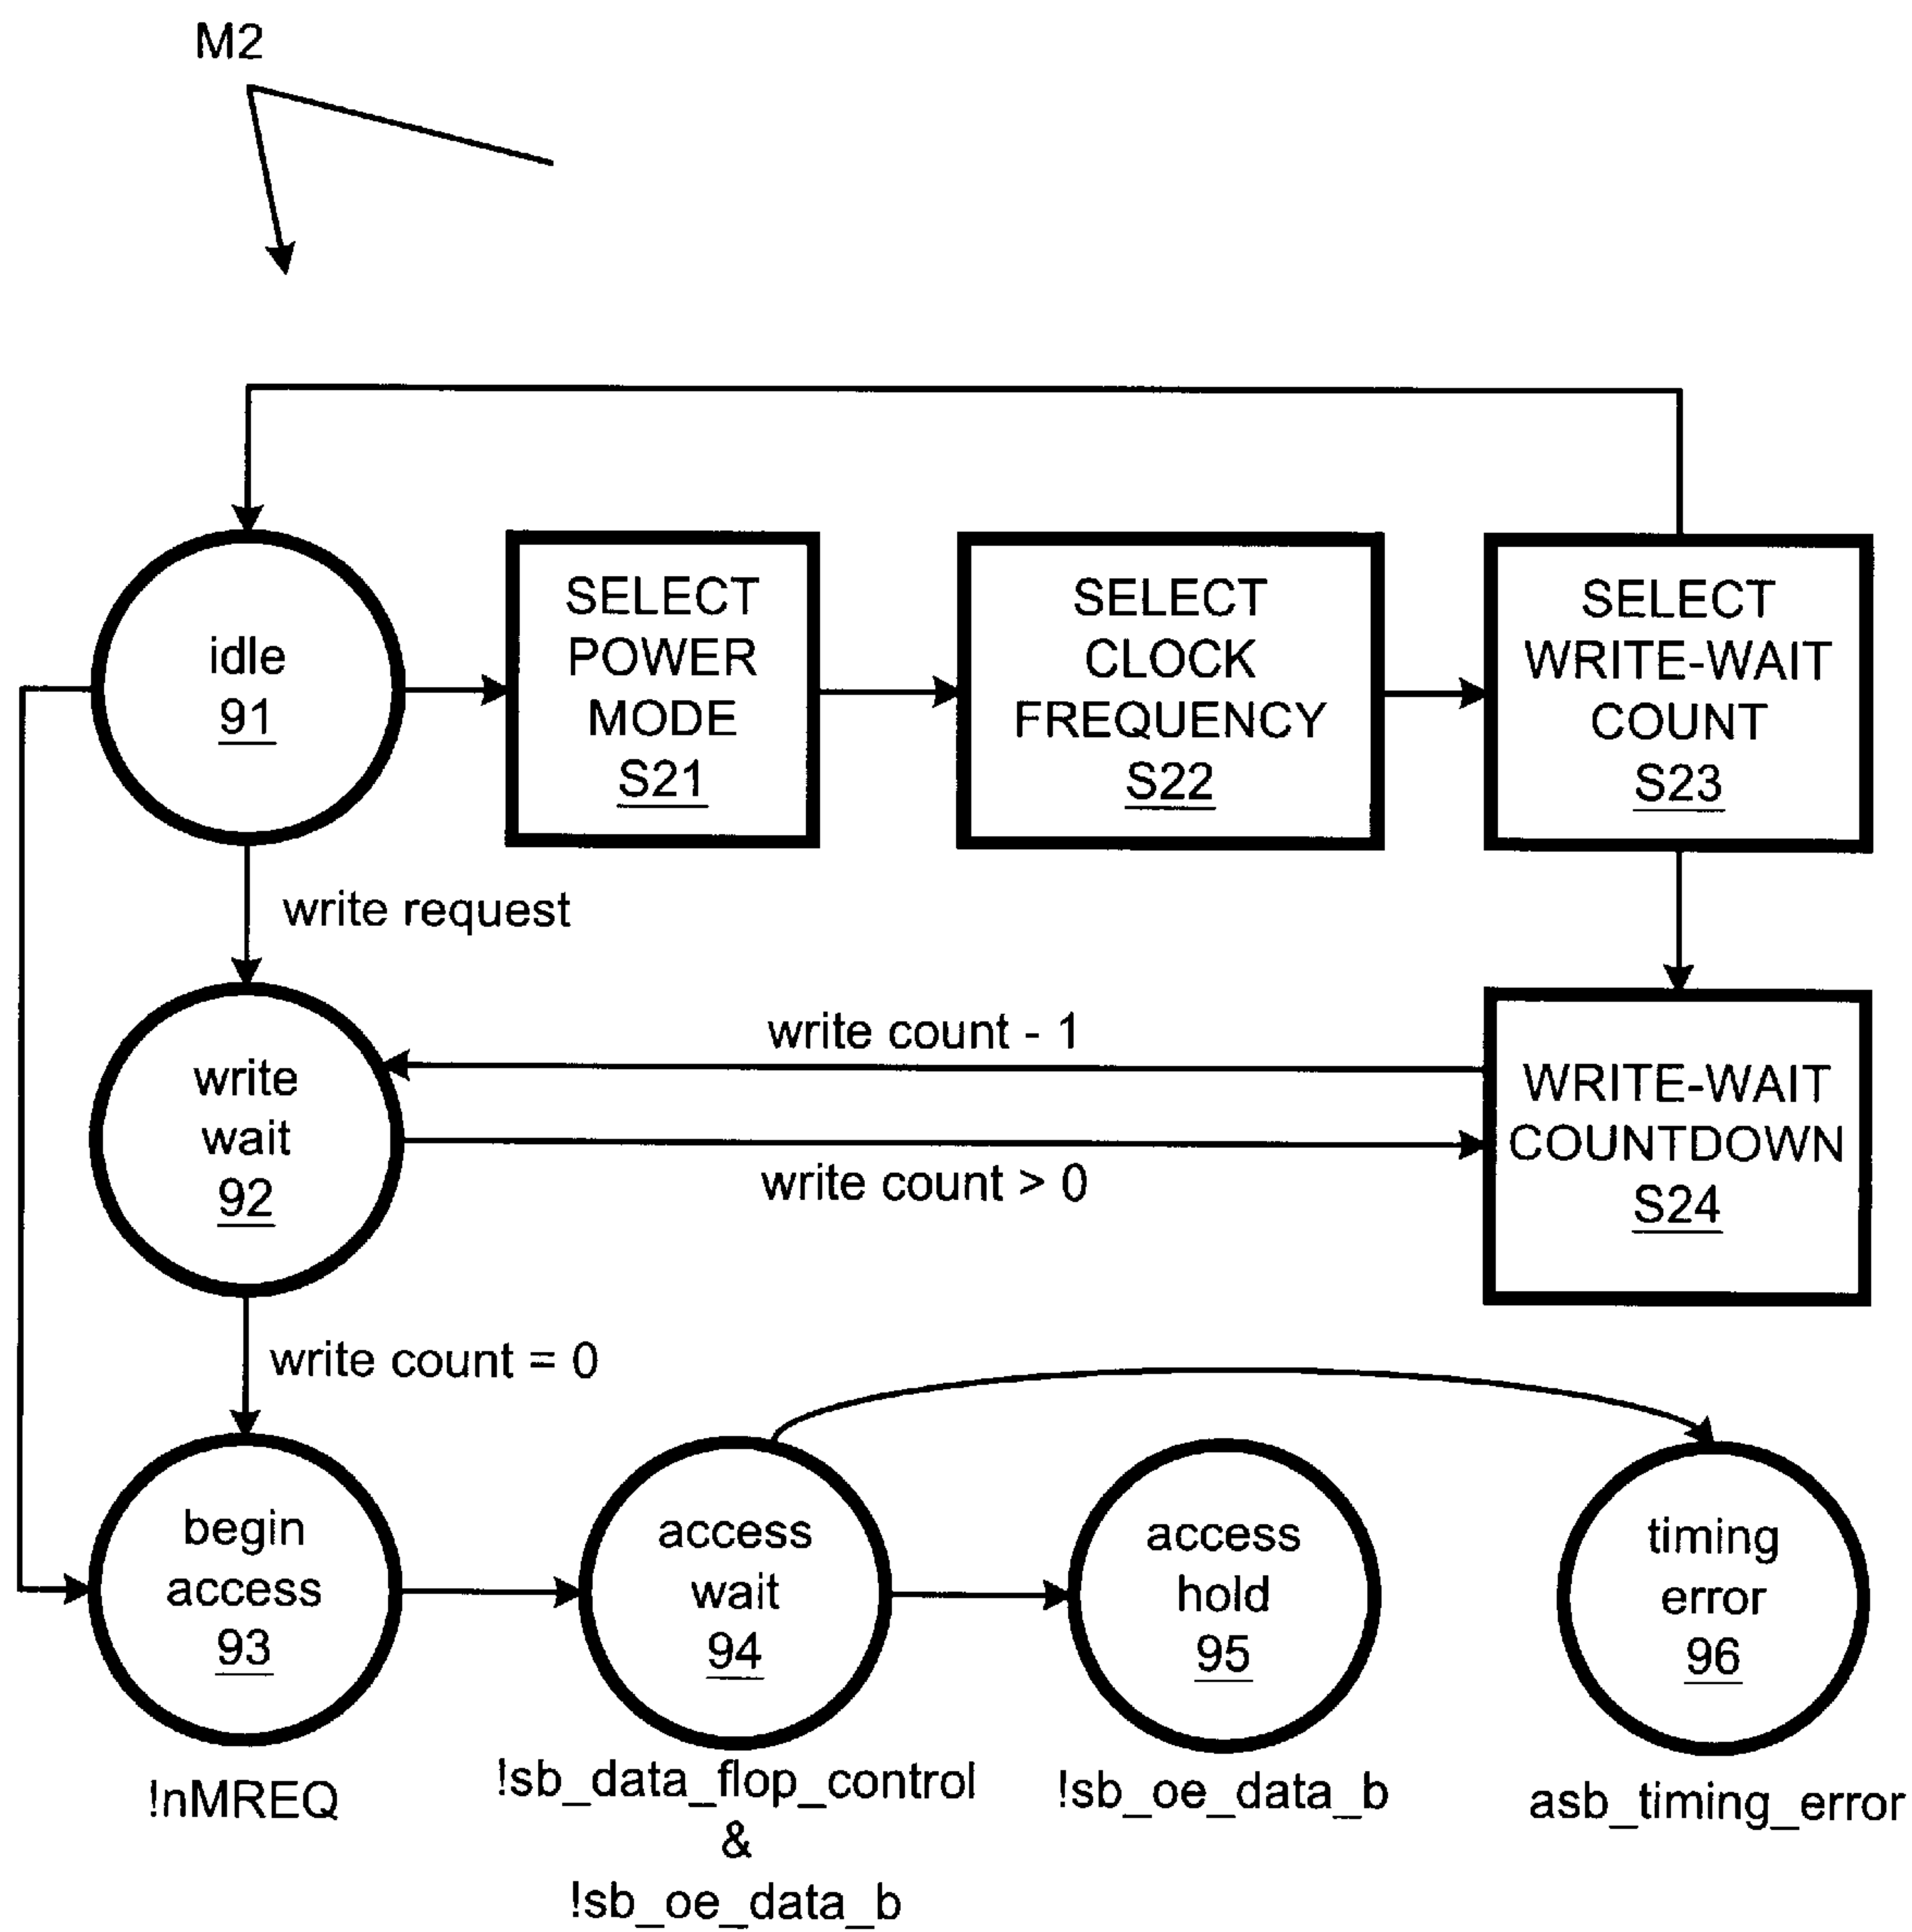 M2
idle
91
SELECT
POWER
MODE
S21
SELECT
CLOCK
FREQUENCY
S22
SELECT
WRITE-WAIT
COUNT
S23
write request
write
wait
92
write count - 1
write count > 0
WRITE-WAIT
COUNTDOWN
S24
write count = 0
begin
access
93
access
wait
94
access
hold
95
timing
error
96
!nMREQ
!sb_data_flop_control
&
!sb_oe_data_b
!sb_oe_data_b
asb_timing_error